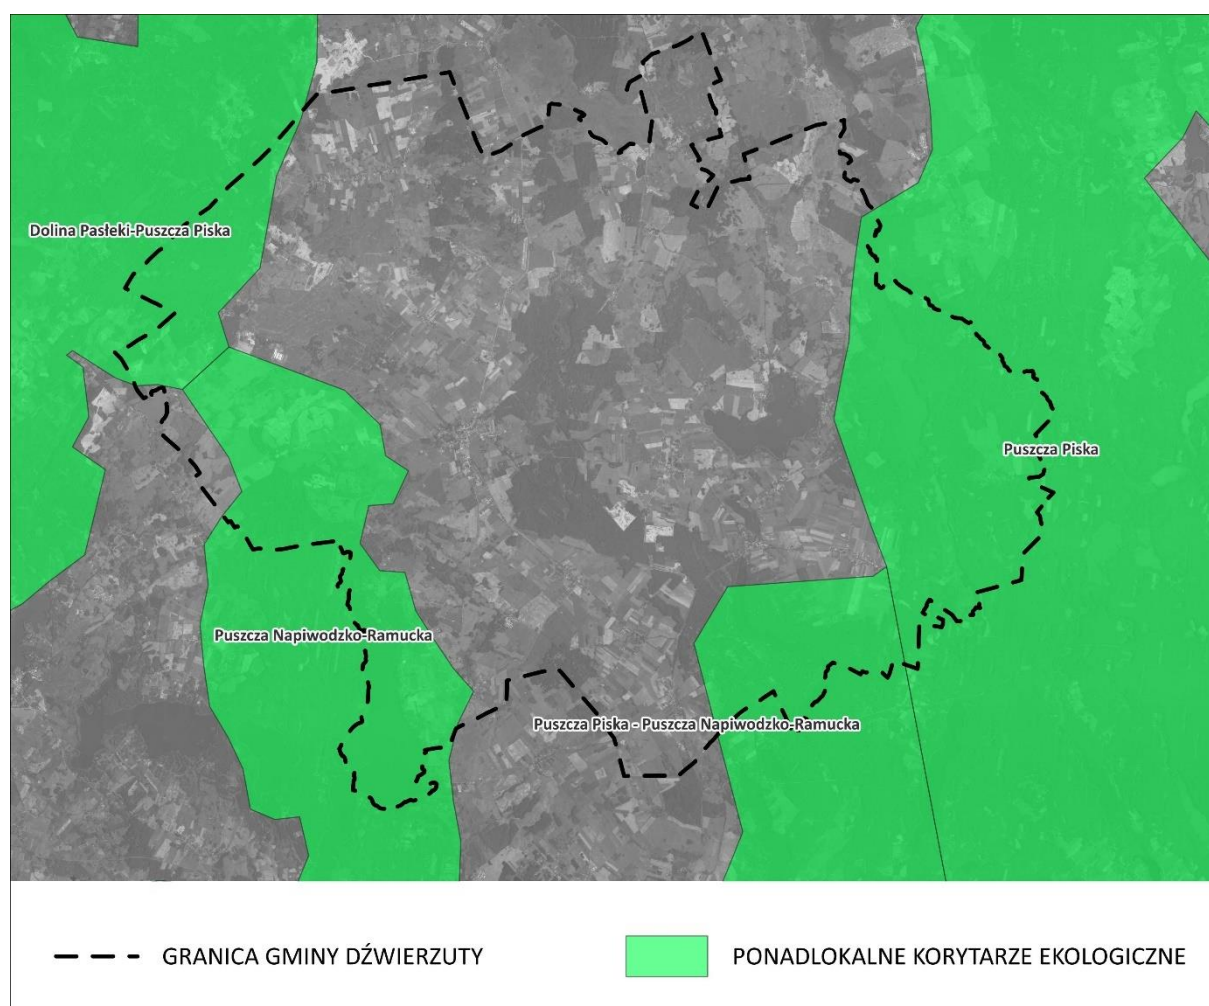 Dolina Pasłeki-Puszcza Piska
Puszcza Piska
Puszcza Napiwodzko-Ramucka
Puszcza Piska - Puszcza Napiwodzko-Ramucka
GRANICA GMINY DŹWIERZUTY
PONADLOKALNE KORYTARZE EKOLOGICZNE